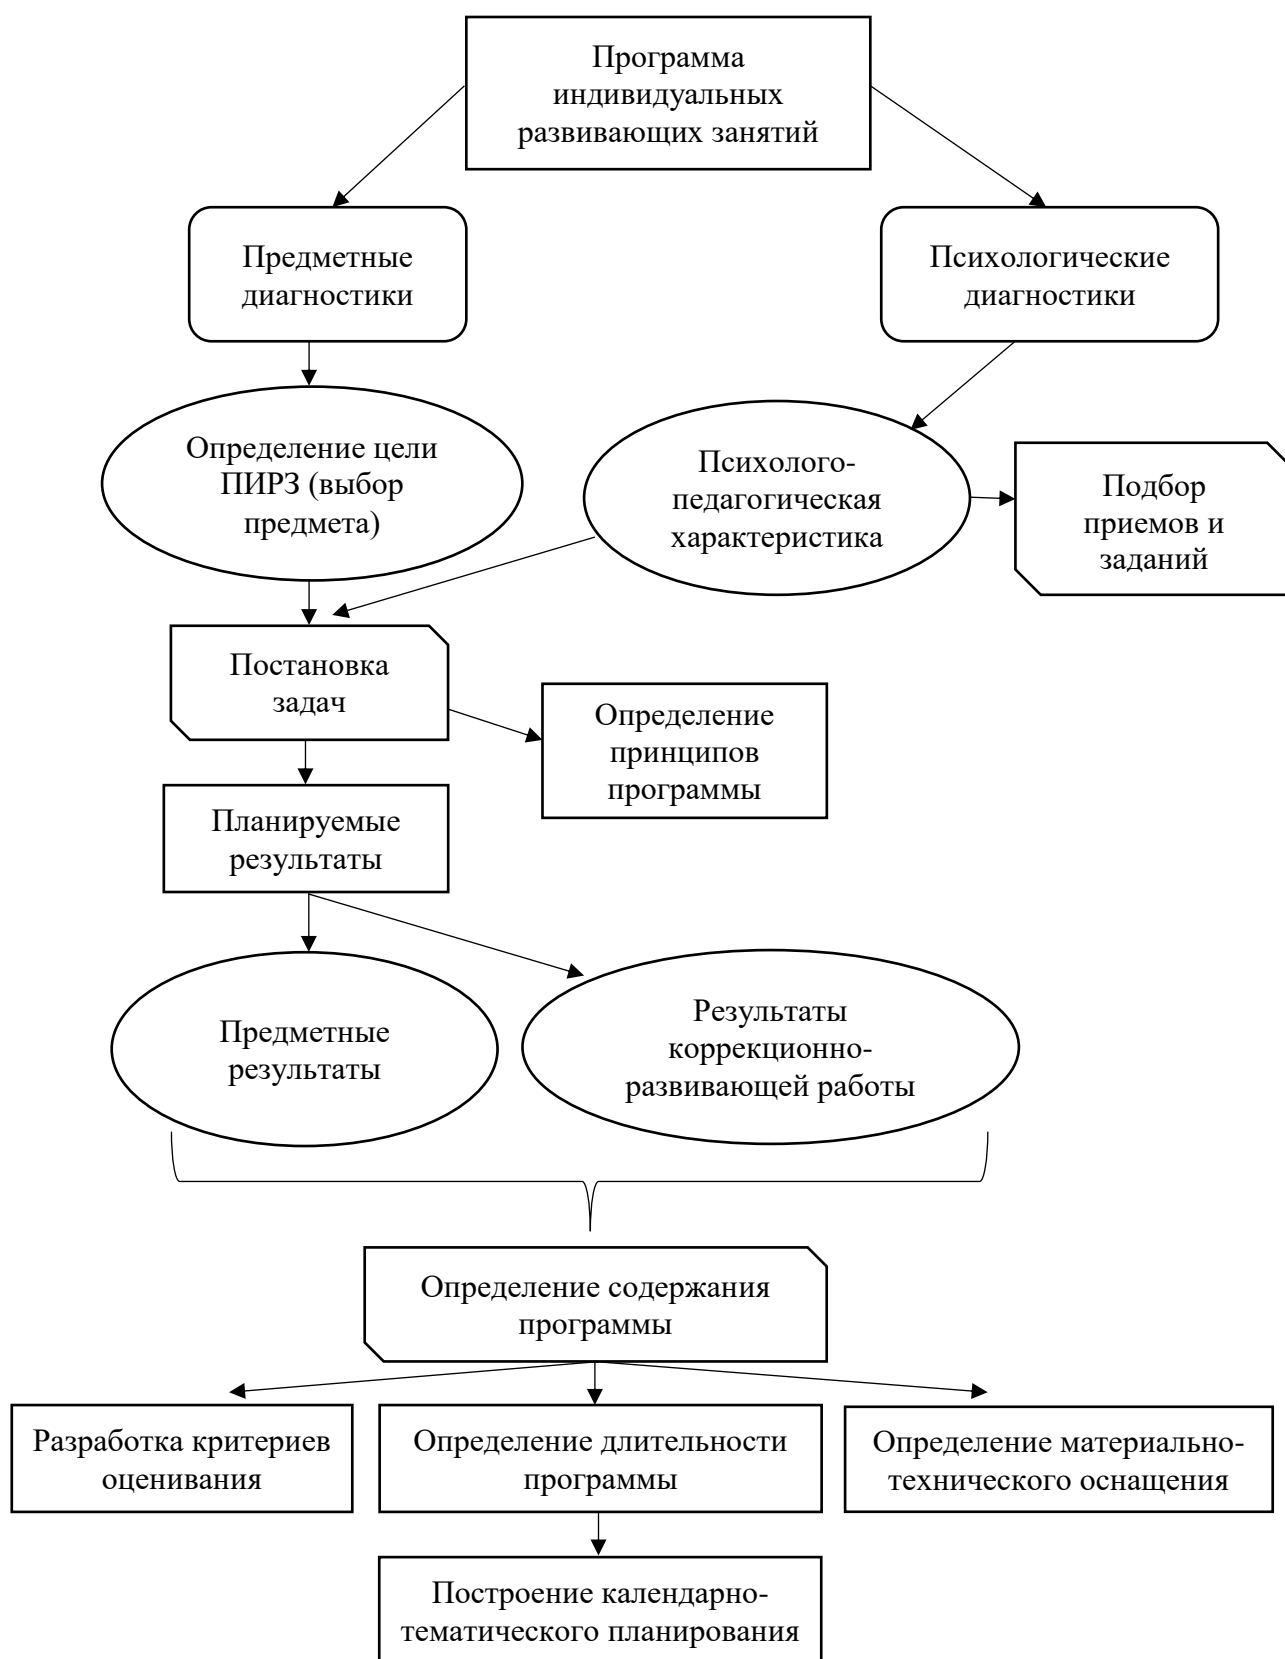 Программа
индивидуальных
развивающих занятий
Предметные
диагностики
Психологические
диагностики
Определение цели
ПИРЗ (выбор
предмета)
Психолого-
педагогическая
характеристика
Подбор
приемов и
заданий
Постановка
задач
Определение
принципов
программы
Планируемые
результаты
Предметные
результаты
Результаты
коррекционно-
развивающей работы
Определение содержания
программы
Разработка критериев
оценивания
Определение длительности
программы
Определение материально-
технического оснащения
Построение календарно-
тематического планирования